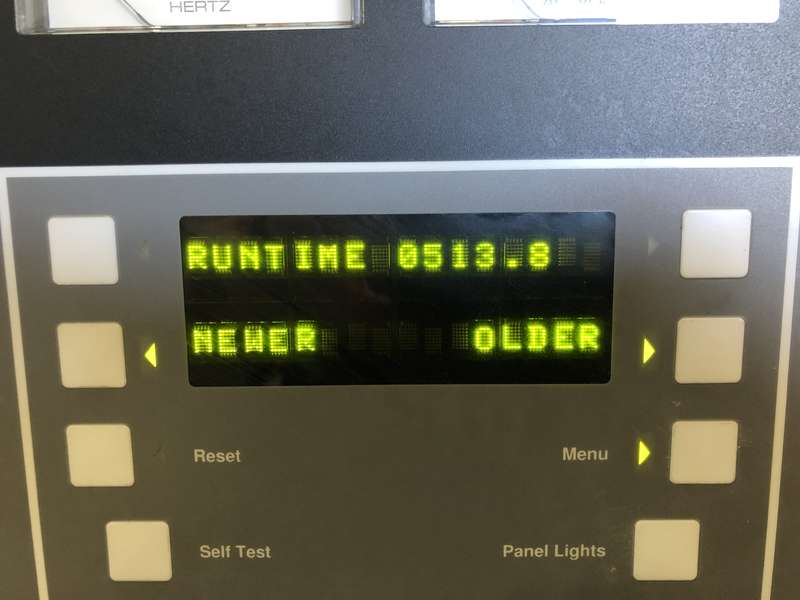 HERTZ
RUNTIME 0513.8
NEWER OLDER
Reset Menu
Self Test Panel Lights